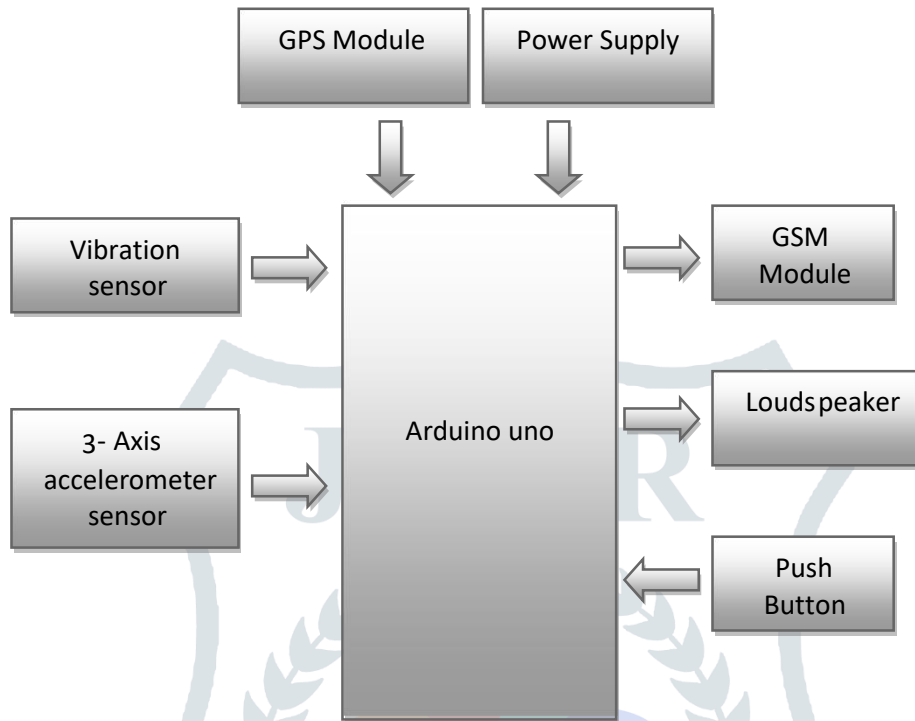 GPS Module
Power Supply
Vibration
sensor
GSM
Module
3- Axis
accelerometer
sensor
Arduino uno
Loudspeaker
Push
Button